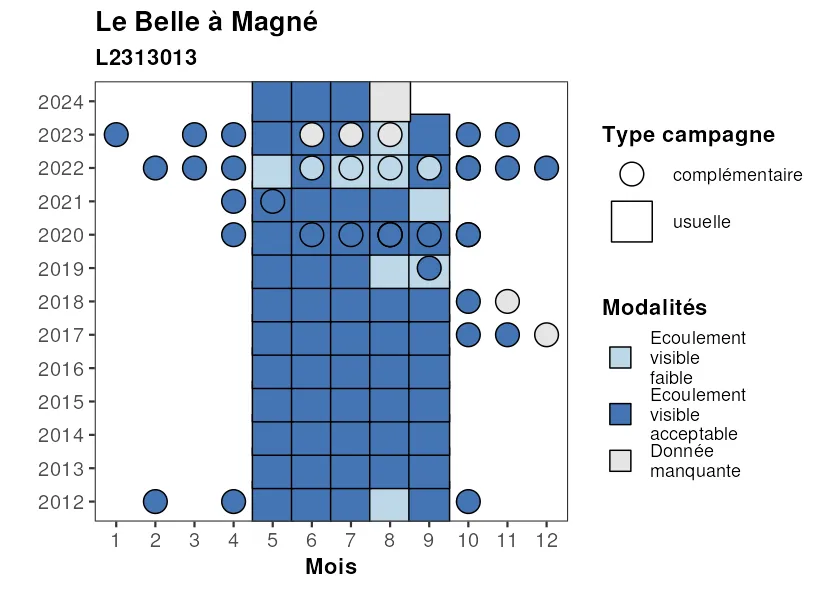 Le Belle à Magné
L2313013
2024
2023
2022
2021
2020
2019
2018
2017
2016
2015
2014
2013
2012
1 2 3 4 5 6 7 8 9 10 11 12
Mois
Type campagne
complémentaire
usuelle
Modalités
Ecoulement
visible
faible
Ecoulement
visible
acceptable
Donnée
manquante